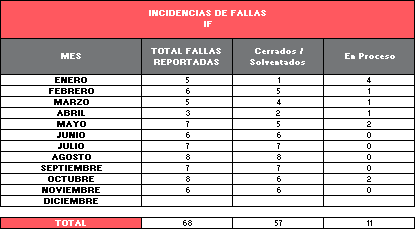 INCIDENCIAS DE FALLAS
IF
MES TOTAL FALLAS REPORTADAS Cerrados / Solventados En Proceso
ENERO 5 1 4
FEBRERO 6 5 1
MARZO 5 4 1
ABRIL 3 2 1
MAYO 7 5 2
JUNIO 6 6 0
JULIO 7 7 0
AGOSTO 8 8 0
SEPTIEMBRE 7 7 0
OCTUBRE 8 6 2
NOVIEMBRE 6 6 0
DICIEMBRE
TOTAL 68 57 11